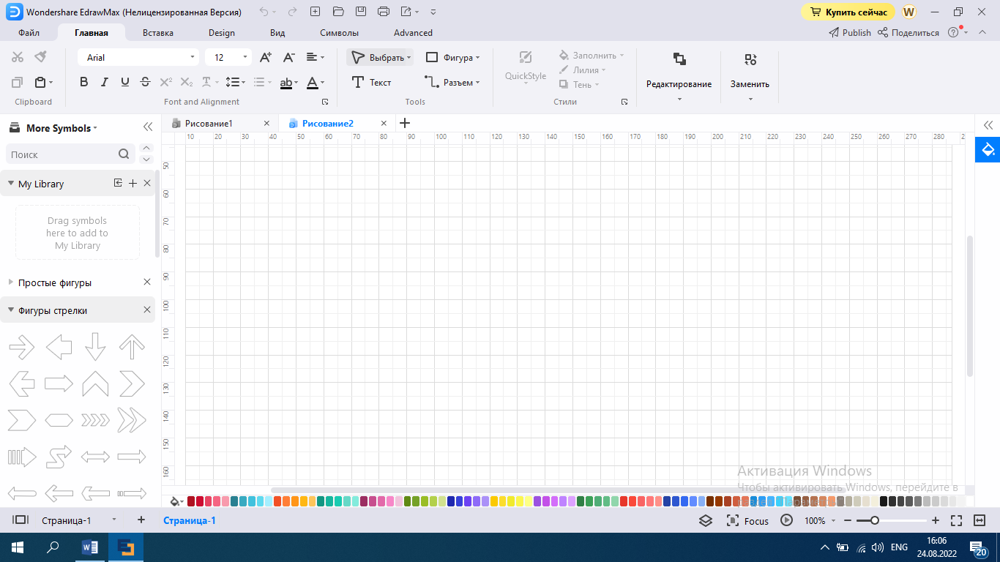 Wondershare EdrawMax (Нелицензированная Версия)
Купить сейчас
W
Файл Главная Вставка Design Вид Символы Advanced
Publish Поделиться
Arial 12
Выбрать Фигура
Текст Разъем
QuickStyle
Заполнить
Лилия
Тень
Редактирование
Заменить
Clipboard Font and Alignment Tools Стили
More Symbols
Рисование1 Рисование2
10 20 30 40 50 60 70 80 90 100 110 120 130 140 150 160 170 180 190 200 210 220 230 240 250 260 270 280
Поиск
My Library
Drag symbols
here to add to
My Library
Простые фигуры
Фигуры стрелки
50
60
70
80
90
100
110
120
130
140
150
160
Активация Windows
Чтобы активировать Windows, перейдите в
Страница-1 Страница-1
Focus 100%
ENG
16:06
24.08.2022
20